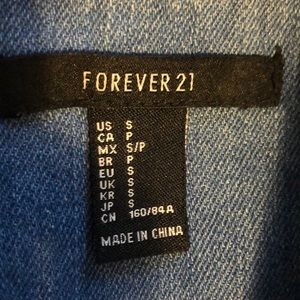 FOREVER 21
US S
CA P
MX S/P
BR P
EU S
UK S
KR S
JP S
CN 160/84A
MADE IN CHINA